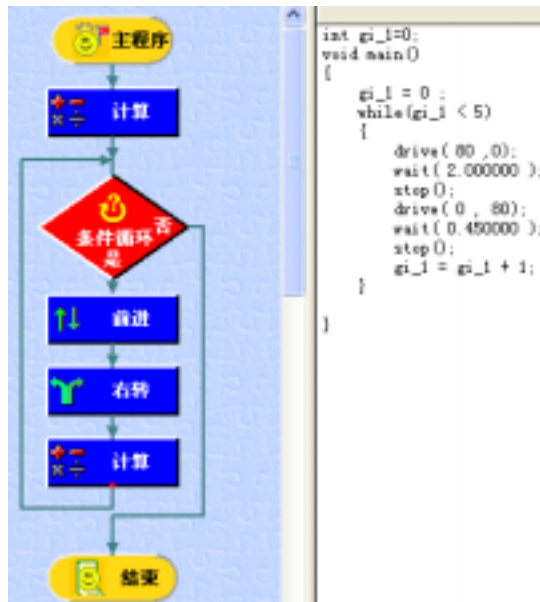 主程序
计算
条件循环
否
是
前进
右转
计算
结束
int gi_1=0;
void main()
{
gi_1 = 0 ;
while(gi_1 < 5)
{
drive( 80 ,0);
wait( 2.000000 );
stop();
drive( 0 , 80);
wait( 0.450000 );
stop();
gi_1 = gi_1 + 1;
}
}